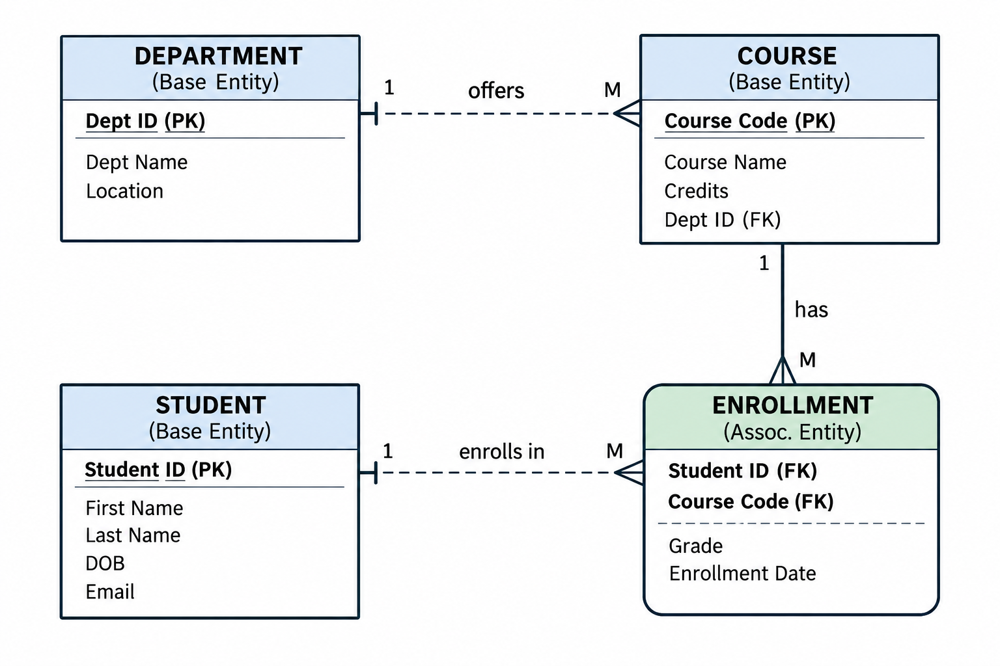 DEPARTMENT
(Base Entity)
Dept ID (PK)
Dept Name
Location
1 offers M
COURSE
(Base Entity)
Course Code (PK)
Course Name
Credits
Dept ID (FK)
1
has
M
STUDENT
(Base Entity)
Student ID (PK)
First Name
Last Name
DOB
Email
1 enrolls in M
ENROLLMENT
(Assoc. Entity)
Student ID (FK)
Course Code (FK)
Grade
Enrollment Date